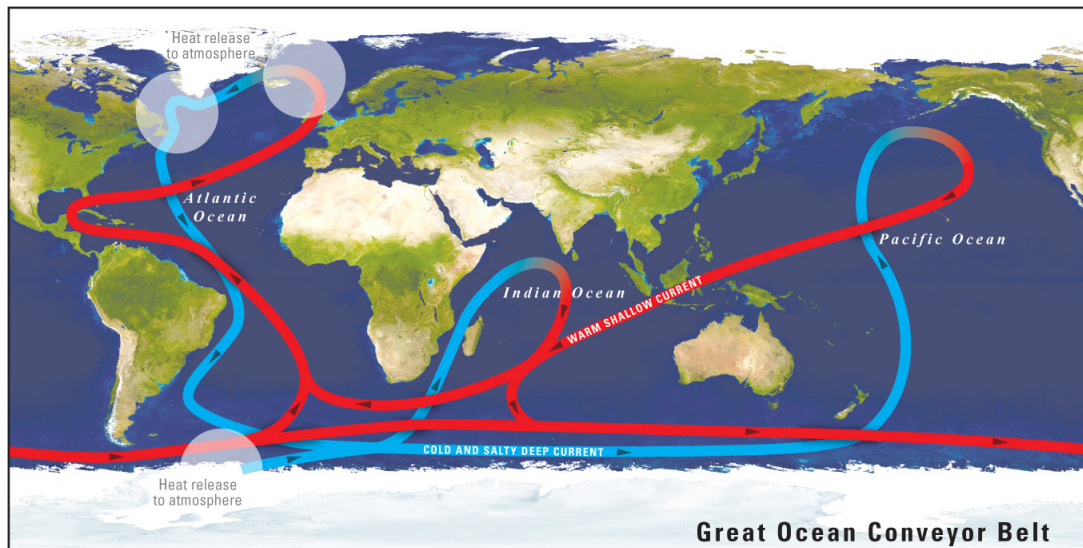 Heat release
to atmosphere
Atlantic
Ocean
Pacific Ocean
Indian Ocean
WARM SHALLOW CURRENT
COLD AND SALTY DEEP CURRENT
Heat release
to atmosphere
Great Ocean Conveyor Belt